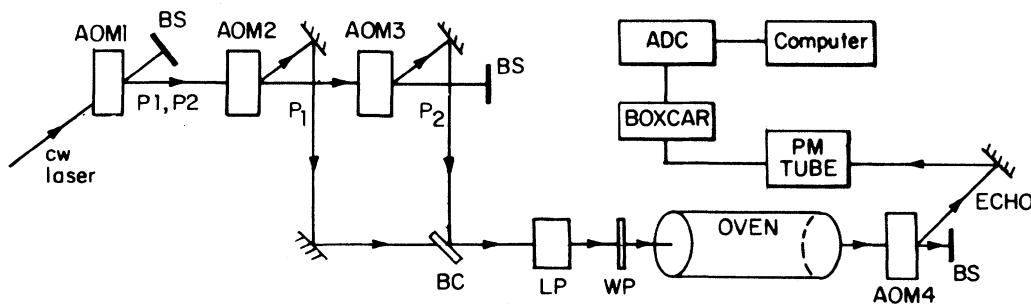 AOM1
BS
AOM2
AOM3
BS
P1, P2
P1
P2
cw
laser
ADC
Computer
BOXCAR
PM
TUBE
ECHO
OVEN
BC
LP
WP
AOM4
BS